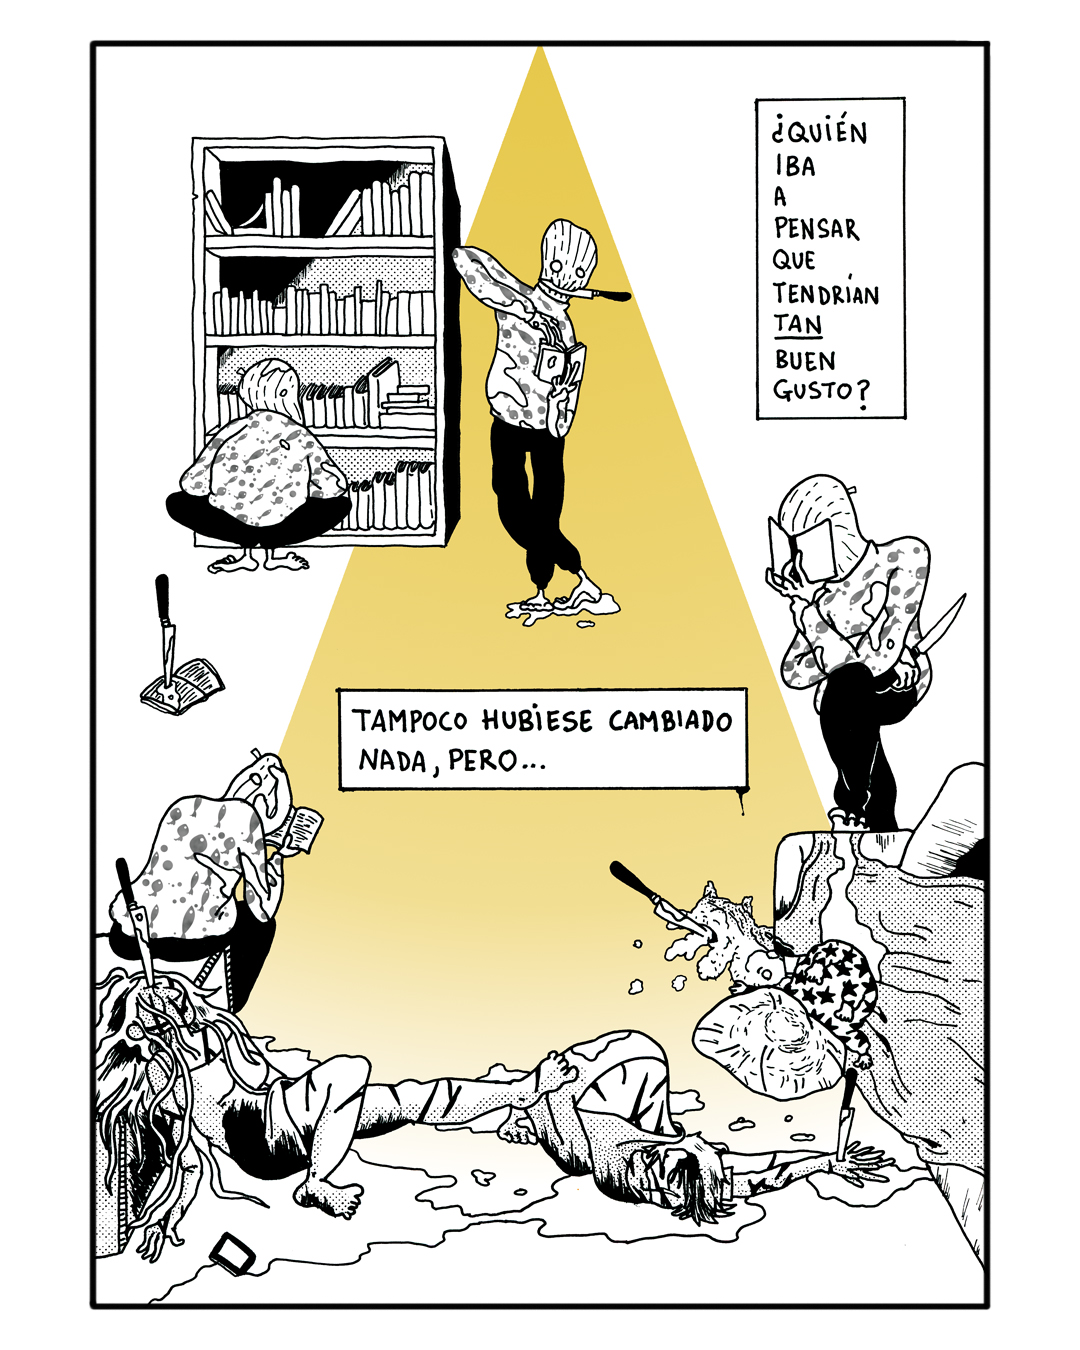 ¿QUIÉN
IBA
A
PENSAR
QUE
TENDRÍAN
TAN
BUEN
GUSTO?
TAMPOCO HUBIESE CAMBIADO
NADA, PERO...